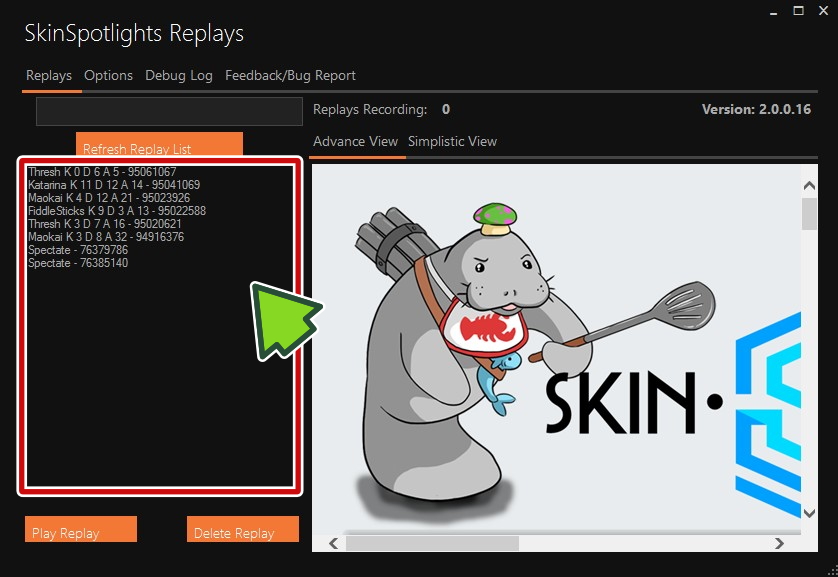 SkinSpotlights Replays
Replays Options Debug Log Feedback/Bug Report
Replays Recording: 0 Version: 2.0.0.16
Refresh Replay List
Advance View Simplistic View
Thresh K 0 D 6 A 5 - 95061067
Katarina K 11 D 12 A 14 - 95041069
Maokai K 4 D 12 A 21 - 95023926
FiddleSticks K 9 D 3 A 13 - 95022588
Thresh K 3 D 7 A 16 - 95020621
Maokai K 3 D 8 A 32 - 94916376
Spectate - 76379786
Spectate - 76385140
SKIN•
Play Replay Delete Replay